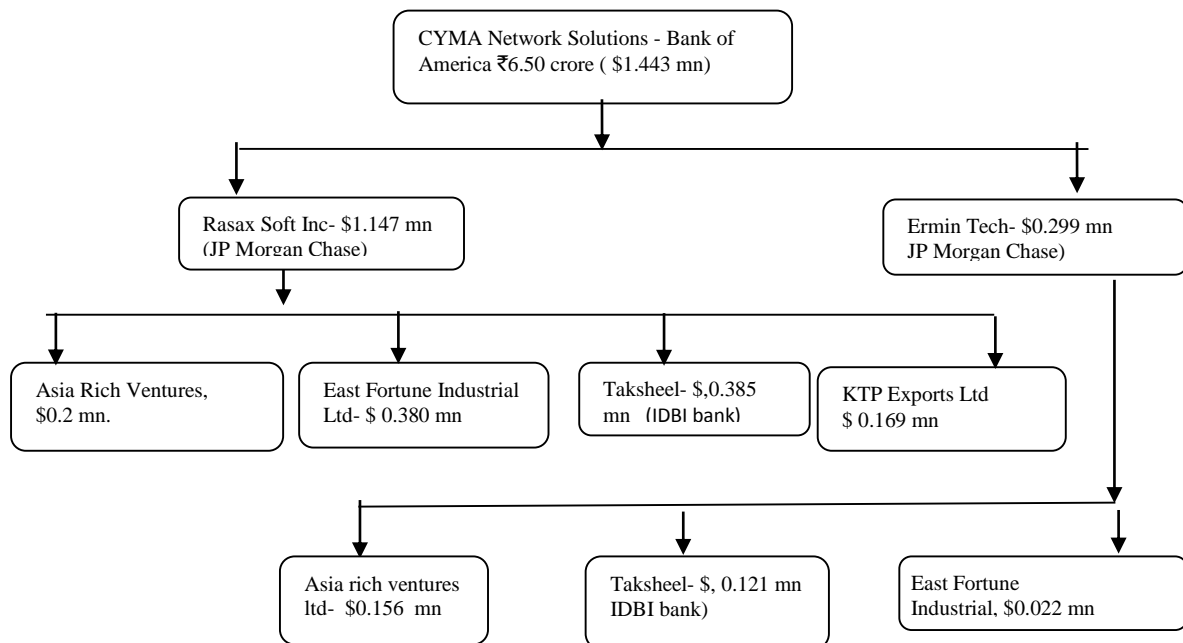 CYMA Network Solutions - Bank of
America ₹6.50 crore ( $1.443 mn)
Rasax Soft Inc- $1.147 mn
(JP Morgan Chase)
Ermin Tech- $0.299 mn
JP Morgan Chase)
Asia Rich Ventures,
$0.2 mn.
East Fortune Industrial
Ltd- $ 0.380 mn
Taksheel- $,0.385
mn (IDBI bank)
KTP Exports Ltd
$ 0.169 mn
Asia rich ventures
ltd- $0.156 mn
Taksheel- $, 0.121 mn
IDBI bank)
East Fortune
Industrial, $0.022 mn